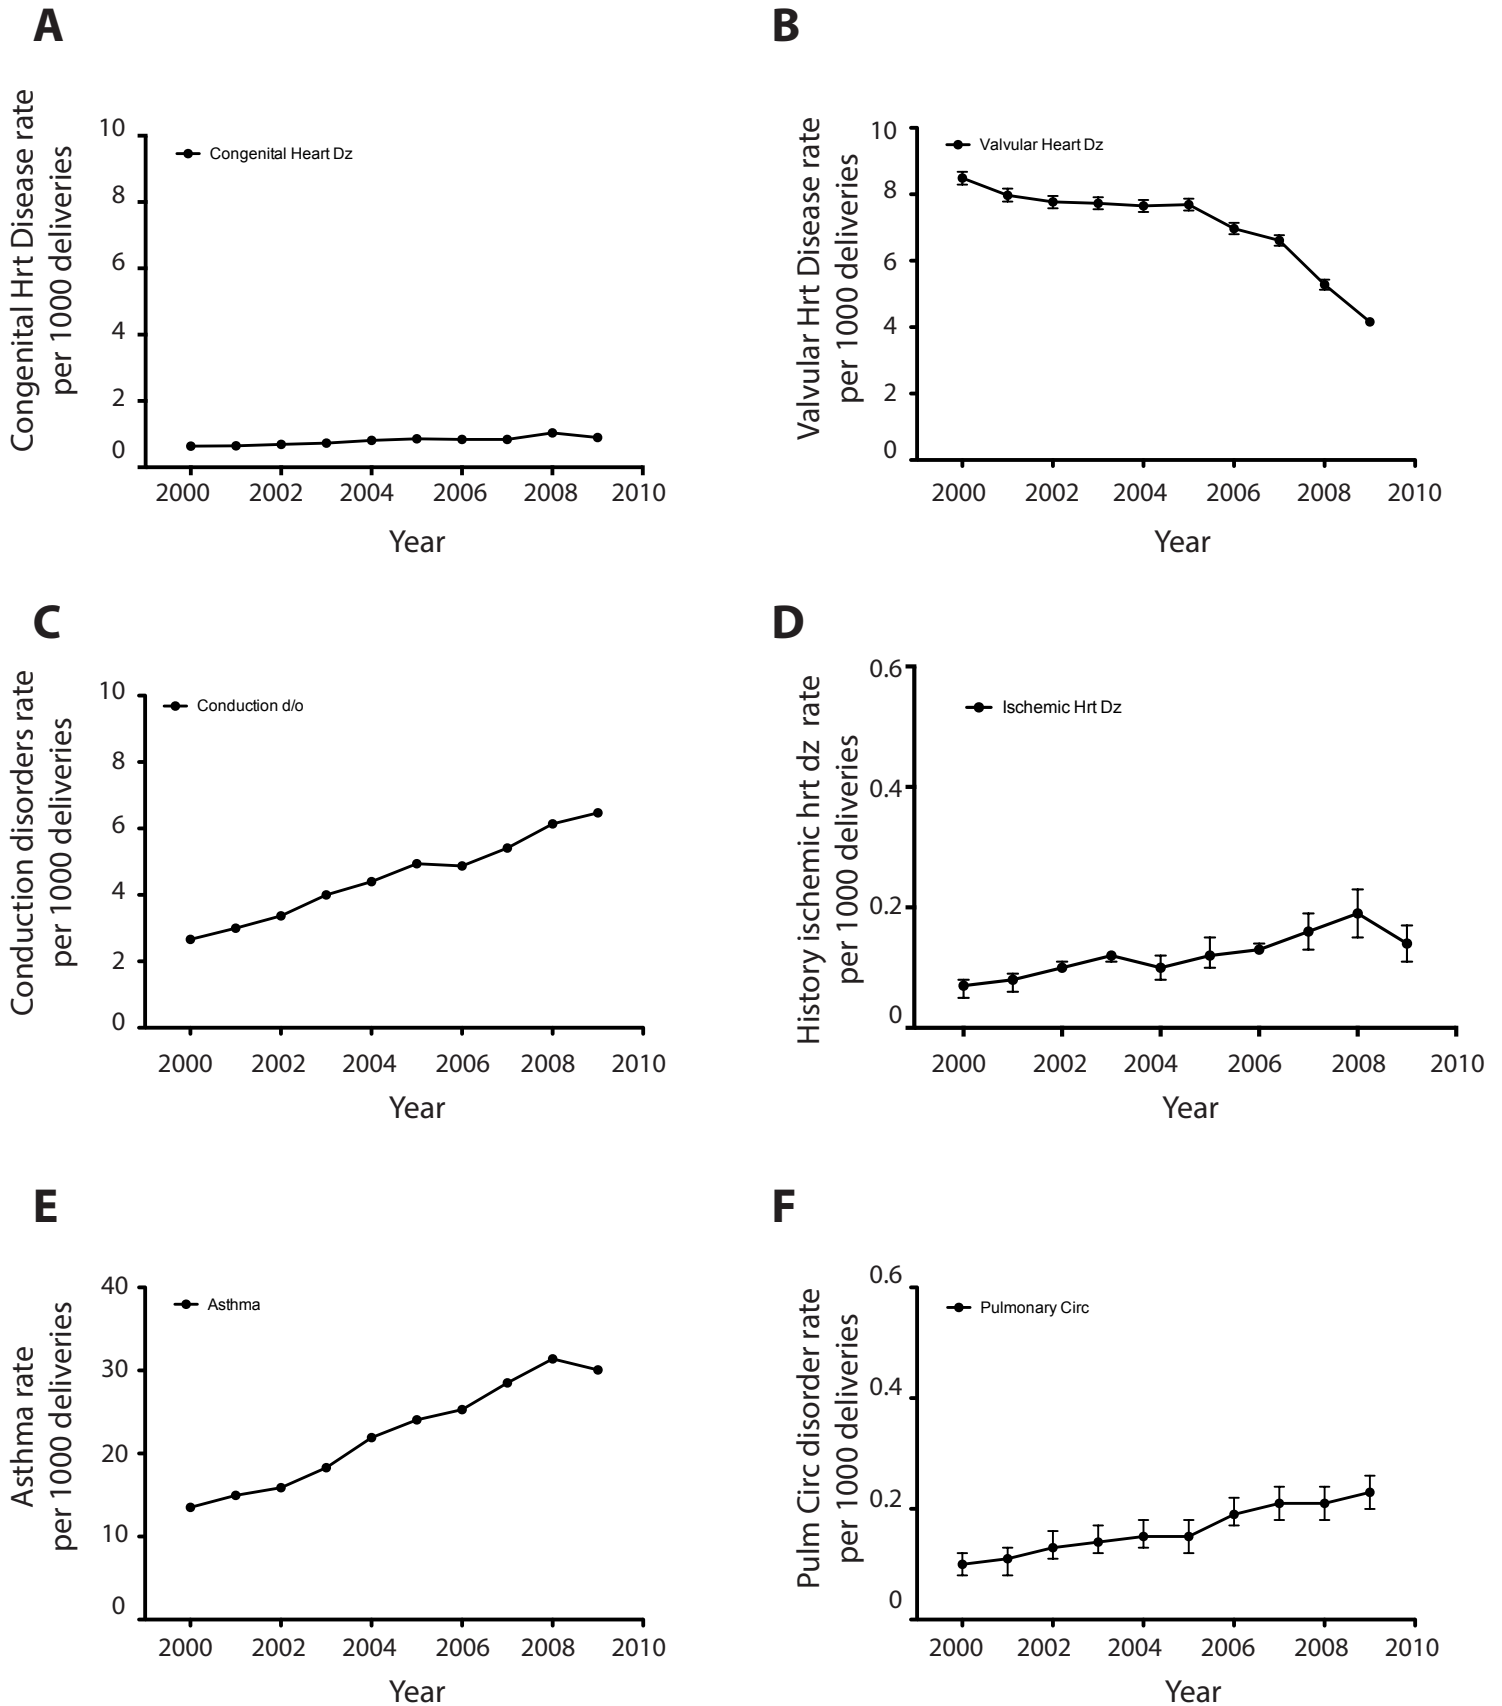 A
Congenital Hrt Disease rate
per 1000 deliveries
10
8
6
4
2
0
Congenital Heart Dz
2000 2002 2004 2006 2008 2010
Year
B
Valvular Hrt Disease rate
per 1000 deliveries
10
8
6
4
2
0
Valvular Heart Dz
2000 2002 2004 2006 2008 2010
Year
C
Conduction disorders rate
per 1000 deliveries
10
8
6
4
2
0
Conduction d/o
2000 2002 2004 2006 2008 2010
Year
D
History ischemic hrt dz rate
per 1000 deliveries
0.6
0.4
0.2
0
Ischemic Hrt Dz
2000 2002 2004 2006 2008 2010
Year
E
Asthma rate
per 1000 deliveries
40
30
20
10
0
Asthma
2000 2002 2004 2006 2008 2010
Year
F
Pulm Circ disorder rate
per 1000 deliveries
0.6
0.4
0.2
0
Pulmonary Circ
2000 2002 2004 2006 2008 2010
Year